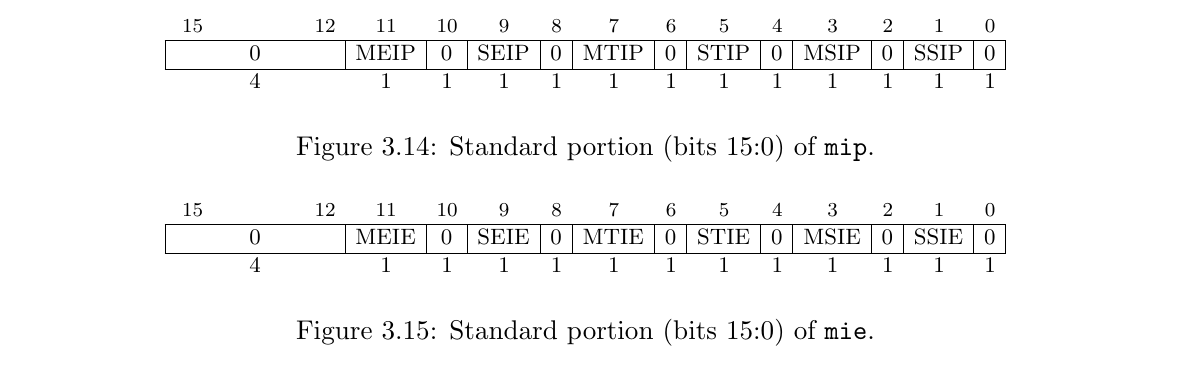 15 12 11 10 9 8 7 6 5 4 3 2 1 0
0 MEIP 0 SEIP 0 MTIP 0 STIP 0 MSIP 0 SSIP 0
4 1 1 1 1 1 1 1 1 1 1 1 1
Figure 3.14: Standard portion (bits 15:0) of mip.
15 12 11 10 9 8 7 6 5 4 3 2 1 0
0 MEIE 0 SEIE 0 MTIE 0 STIE 0 MSIE 0 SSIE 0
4 1 1 1 1 1 1 1 1 1 1 1 1
Figure 3.15: Standard portion (bits 15:0) of mie.